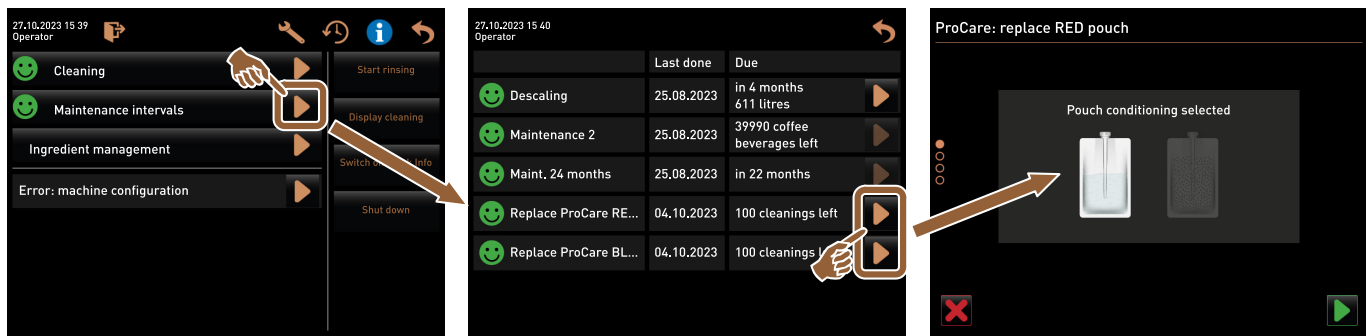 27.10.2023 15 39
Operator
Cleaning
Maintenance intervals
Ingredient management
Error: machine configuration
Start rinsing
Display cleaning
Switch o Info
Shut down
27.10.2023 15 40
Operator
Last done Due
Descaling 25.08.2023 in 4 months
611 litres
Maintenance 2 25.08.2023 39990 coffee
beverages left
Maint. 24 months 25.08.2023 in 22 months
Replace ProCare RE... 04.10.2023 100 cleanings left
Replace ProCare BL... 04.10.2023 100 cleanings
ProCare: replace RED pouch
Pouch conditioning selected